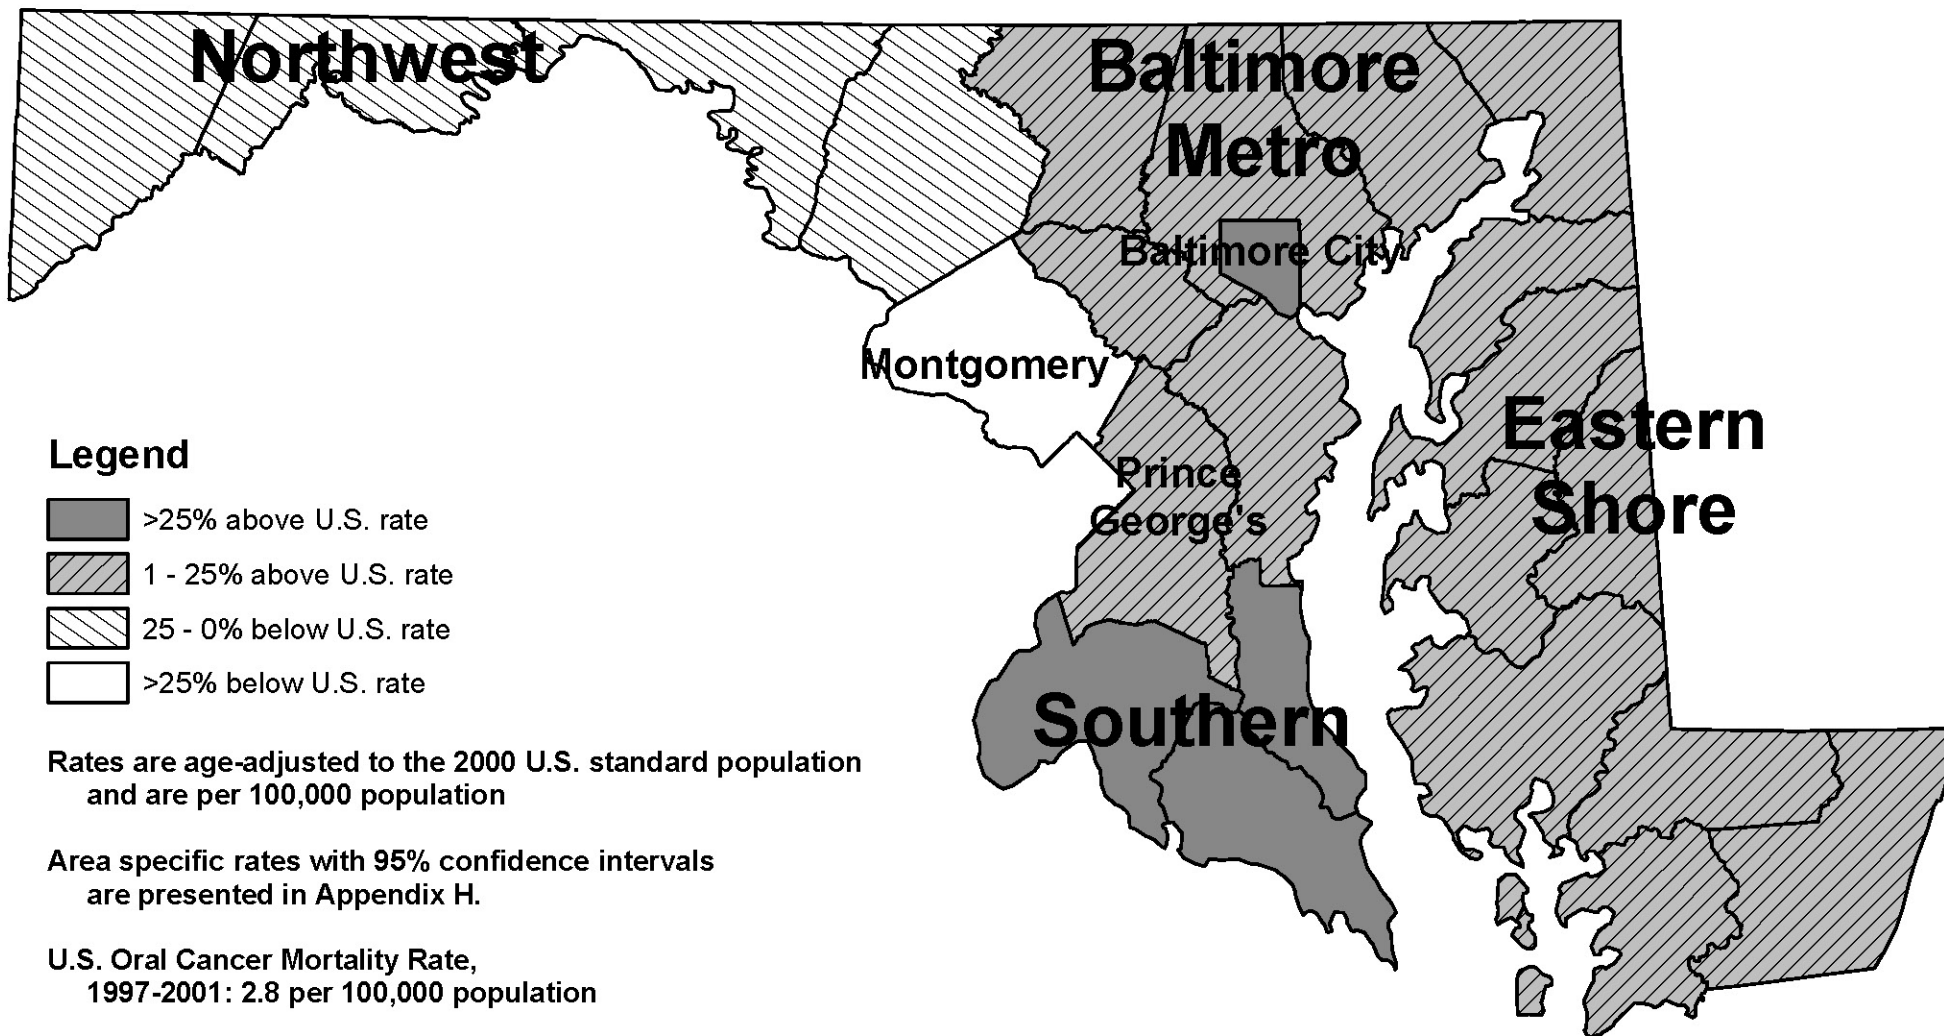 Northwest
Baltimore
Metro
Baltimore City
Montgomery
Eastern
Shore
Prince
George's
Southern
Legend
>25% above U.S. rate
1 - 25% above U.S. rate
25 - 0% below U.S. rate
>25% below U.S. rate
Rates are age-adjusted to the 2000 U.S. standard population
and are per 100,000 population
Area specific rates with 95% confidence intervals
are presented in Appendix H.
U.S. Oral Cancer Mortality Rate,
1997-2001: 2.8 per 100,000 population